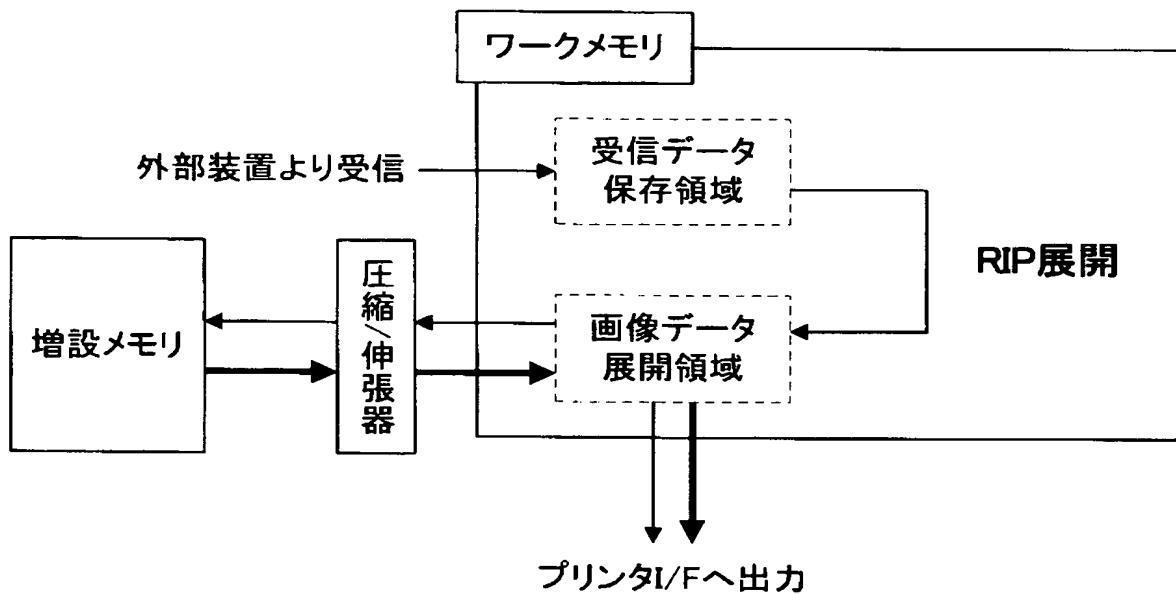 ワークメモリ
外部装置より受信
受信データ
保存領域
RIP展開
増設メモリ
圧縮/伸張器
画像データ
展開領域
プリンタI/Fへ出力